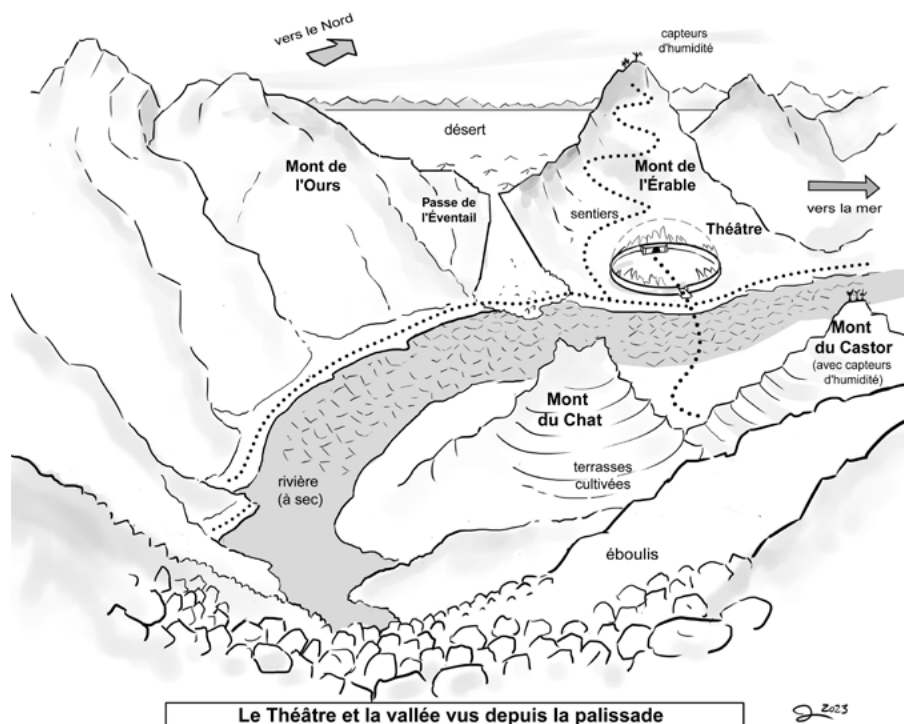 vers le Nord
capteurs
d'humidité
désert
Mont de
l'Ours
Mont de
l'Érable
Passe de
l'Éventail
sentiers
Théâtre
vers la mer
Mont
du Castor
(avec capteurs
d'humidité)
Mont
du Chat
terrasses
cultivées
rivière
(à sec)
éboulis
Le Théâtre et la vallée vus depuis la palissade
2023